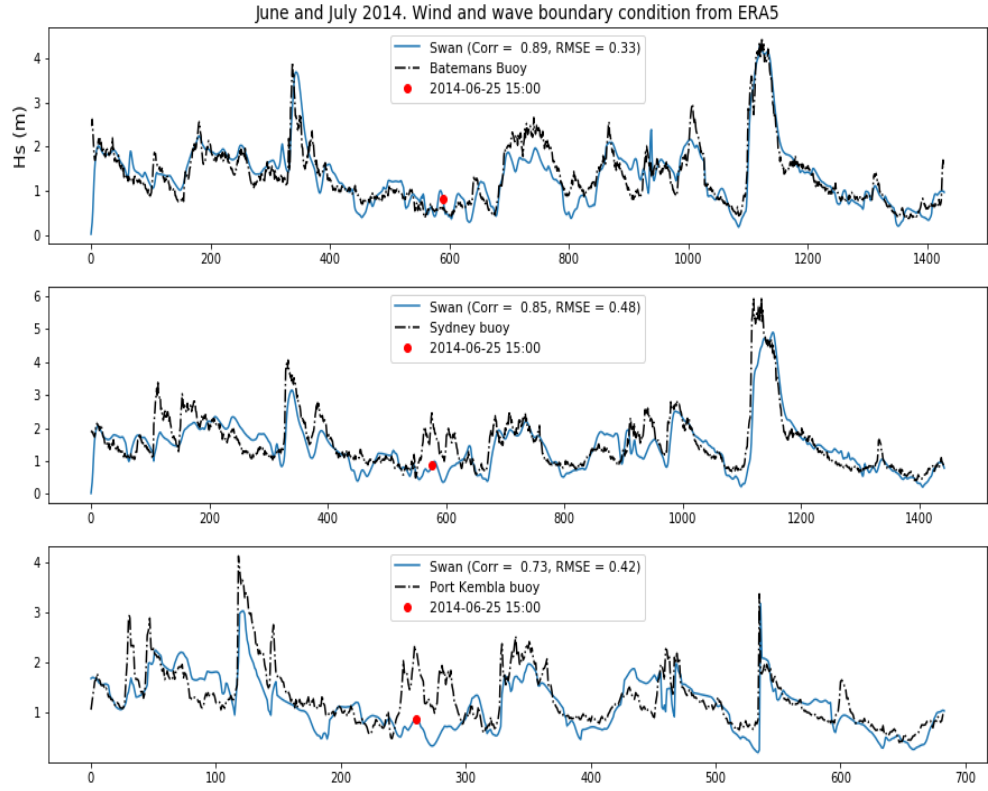 June and July 2014. Wind and wave boundary condition from ERA5
Hs (m)
4
3
2
1
0
Swan (Corr = 0.89, RMSE = 0.33)
Batemans Buoy
2014-06-25 15:00
0 200 400 600 800 1000 1200 1400
6
5
4
3
2
1
0
Swan (Corr = 0.85, RMSE = 0.48)
Sydney buoy
2014-06-25 15:00
0 200 400 600 800 1000 1200 1400
4
3
2
1
Swan (Corr = 0.73, RMSE = 0.42)
Port Kembla buoy
2014-06-25 15:00
0 100 200 300 400 500 600 700